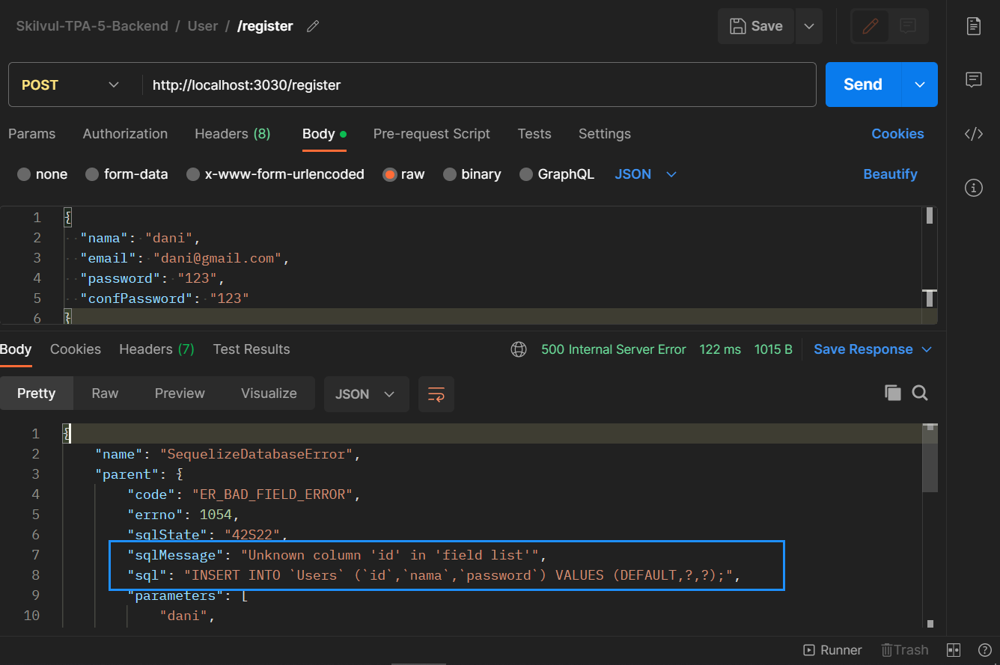 Skilvul-TPA-5-Backend / User / /register
Save
POST http://localhost:3030/register Send
Params Authorization Headers (8) Body Pre-request Script Tests Settings Cookies
none form-data x-www-form-urlencoded raw binary GraphQL JSON Beautify
1 {
2 "nama": "dani",
3 "email": "dani@gmail.com",
4 "password": "123",
5 "confPassword": "123"
6 }
Body Cookies Headers (7) Test Results 500 Internal Server Error 122 ms 1015 B Save Response
Pretty Raw Preview Visualize JSON
1 {
2 "name": "SequelizeDatabaseError",
3 "parent": {
4 "code": "ER_BAD_FIELD_ERROR",
5 "errno": 1054,
6 "sqlState": "42S22",
7 "sqlMessage": "Unknown column 'id' in 'field list'",
8 "sql": "INSERT INTO `Users` (`id`,`nama`,`password`) VALUES (DEFAULT,?,?);",
9 "parameters": [
10 "dani",
Runner Trash